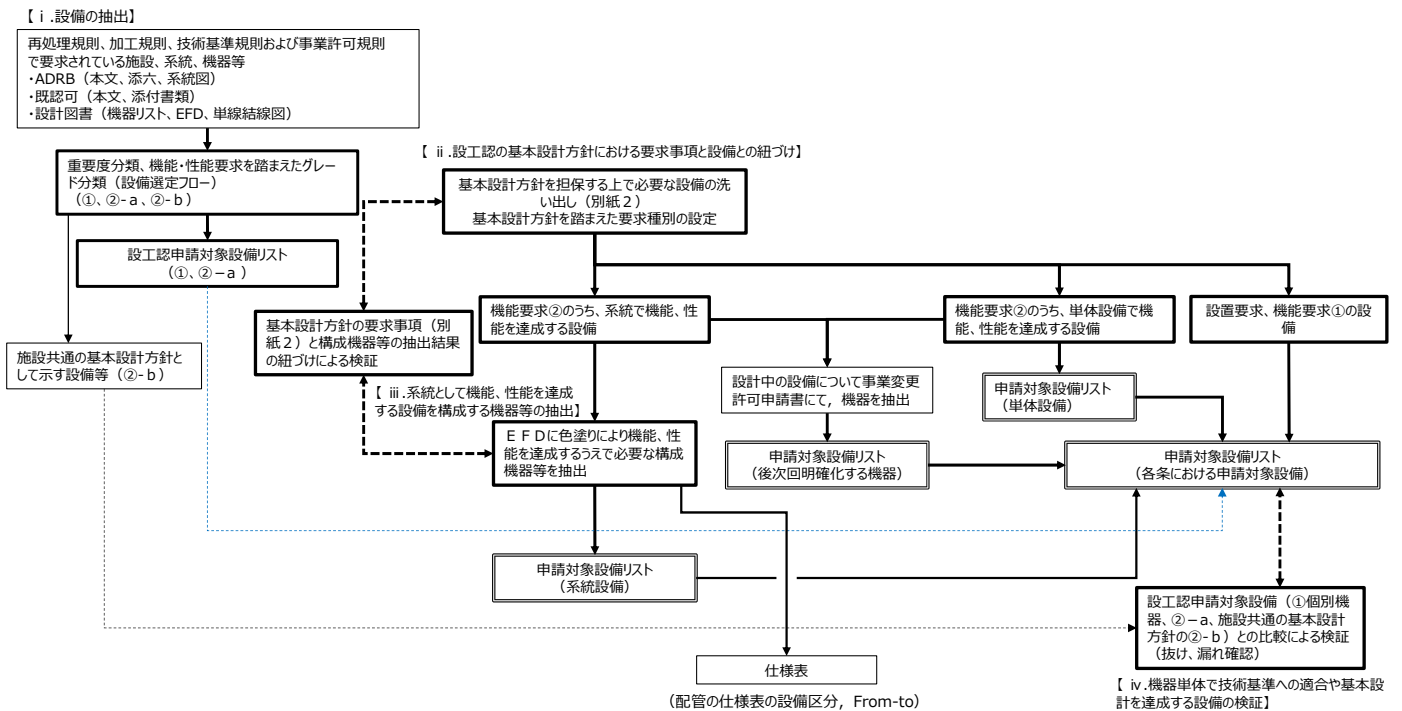 【 ⅰ.設備の抽出】
再処理規則、加工規則、技術基準規則および事業許可規則
で要求されている施設、系統、機器等
・ADRB（本文、添六、系統図）
・既認可（本文、添付書類）
・設計図書（機器リスト、EFD、単線結線図）
重要度分類、機能・性能要求を踏まえたグレー
ド分類（設備選定フロー）
（①、②-ａ、②-ｂ）
設工認申請対象設備リスト
（①、②－ａ ）
施設共通の基本設計方針と
して示す設備等（②-ｂ）
【 ⅱ.設工認の基本設計方針における要求事項と設備との紐づけ】
基本設計方針を担保する上で必要な設備の洗
い出し（別紙２）
基本設計方針を踏まえた要求種別の設定
基本設計方針の要求事項（別
紙２）と構成機器等の抽出結果
の紐づけによる検証
機能要求②のうち、系統で機能、性
能を達成する設備
機能要求②のうち、単体設備で機
能、性能を達成する設備
設置要求、機能要求①の設
備
設計中の設備について事業変更
許可申請書にて，機器を抽出
申請対象設備リスト
（単体設備）
【 ⅲ.系統として機能、性能を達成
する設備を構成する機器等の抽出】
ＥＦＤに色塗りにより機能、性
能を達成するうえで必要な構成
機器等を抽出
申請対象設備リスト
（後次回明確化する機器）
申請対象設備リスト
（各条における申請対象設備）
申請対象設備リスト
（系統設備）
設工認申請対象設備（①個別機
器、②－ａ、施設共通の基本設計
方針の②-ｂ）との比較による検証
（抜け、漏れ確認）
仕様表
（配管の仕様表の設備区分，From-to）
【 ⅳ.機器単体で技術基準への適合や基本設
計を達成する設備の検証】